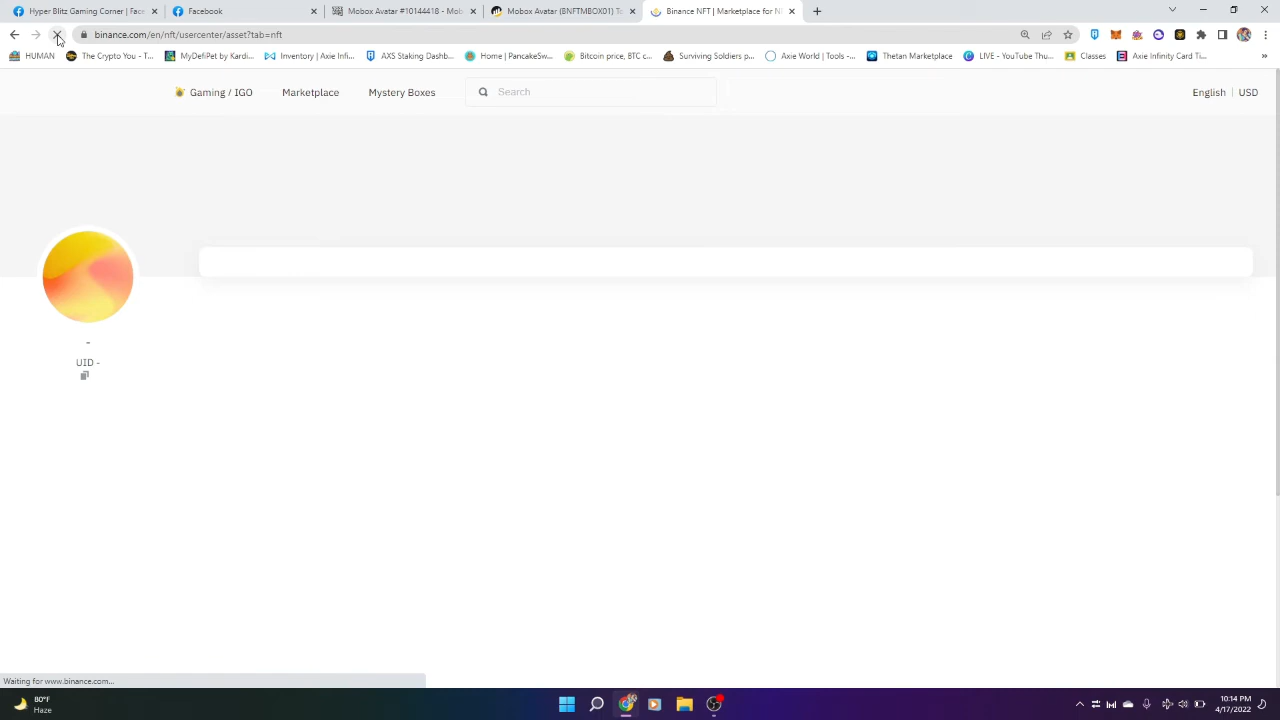 Hyper Blitz Gaming Corner | Face
Facebook
Mobox Avatar #10144418 - Mob
Mobox Avatar (BNFTMBOX01) To
Binance NFT | Marketplace for N
binance.com/en/nft/usercenter/asset?tab=nft
HUMAN
The Crypto You - T...
MyDefiPet by Kardi...
Inventory | Axie Infi...
AXS Staking Dashb...
Home | PancakeSw...
Bitcoin price, BTC c...
Surviving Soldiers p...
Axie World | Tools -...
Thetan Marketplace
LIVE - YouTube Thu...
Classes
Axie Infinity Card Ti...
»
Gaming / IGO
Marketplace
Mystery Boxes
Search
English | USD
-
UID -
Waiting for www.binance.com...
80°F
Haze
10:14 PM
4/17/2022